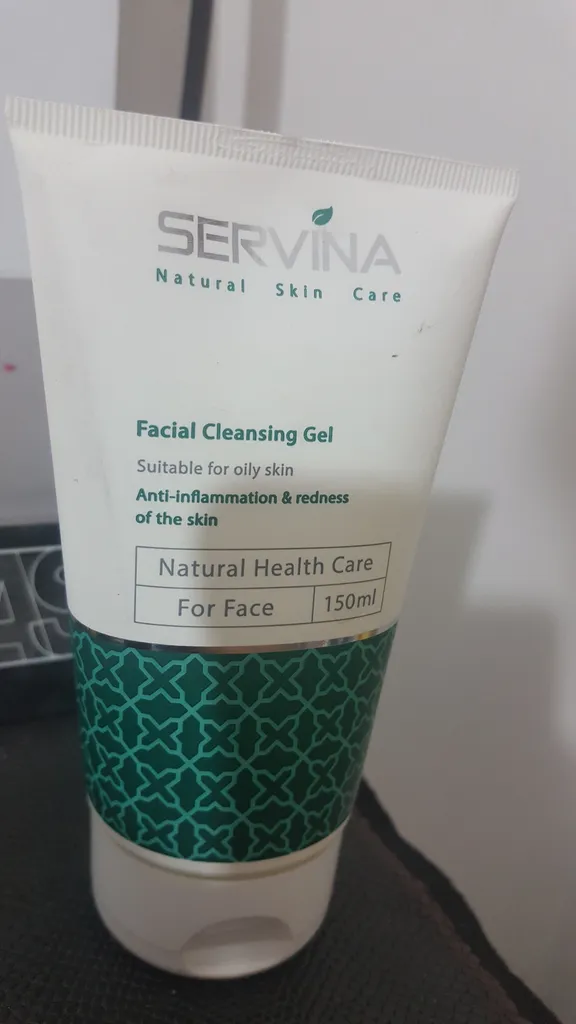 SERVINA
Natural Skin Care
Facial Cleansing Gel
Suitable for oily skin
Anti-inflammation & redness
of the skin
Natural Health Care
For Face
150ml